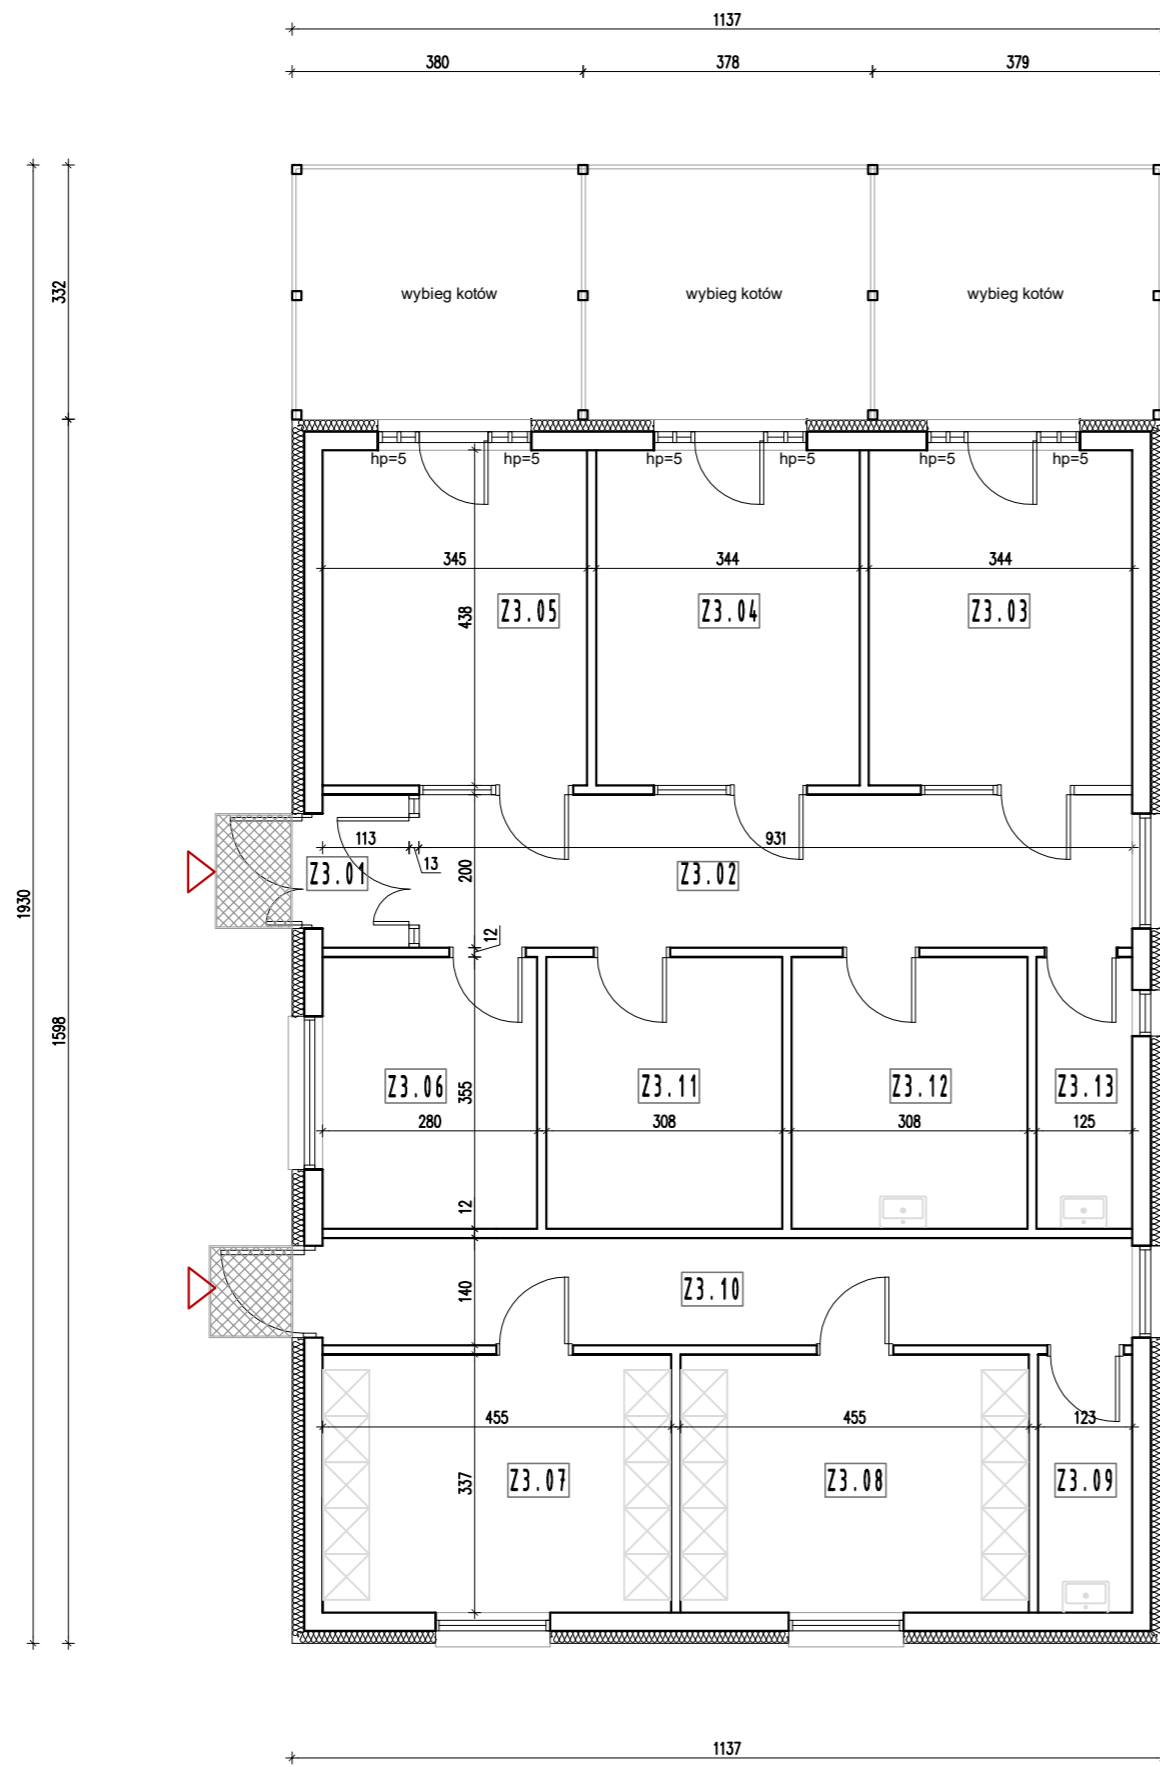 1137
380 378 379
332
wybieg kotów wybieg kotów wybieg kotów
hp=5 hp=5 hp=5 hp=5 hp=5 hp=5
345 344 344
438
Z3.05 Z3.04 Z3.03
113 13 200 931
Z3.01 Z3.02
1930
12
1598
Z3.06 355 Z3.11 Z3.12 Z3.13
280 308 308 125
12
140 Z3.10
455 455 123
337 Z3.07 Z3.08 Z3.09
1137